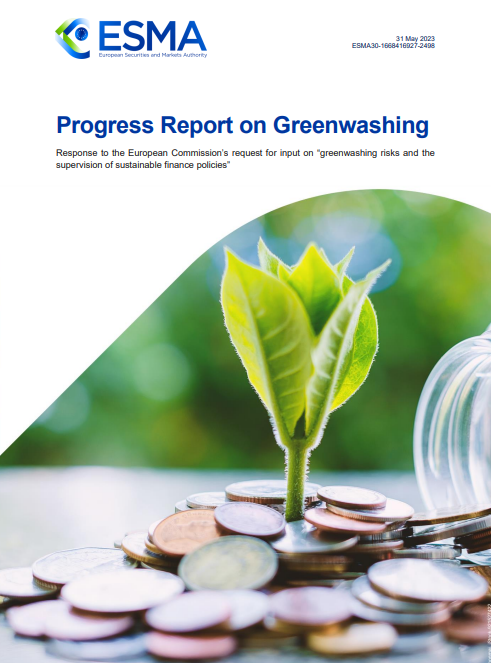 ESMA
European Securities and Markets Authority
31 May 2023
ESMA30-1668416927-2498
Progress Report on Greenwashing
Response to the European Commission's request for input on "greenwashing risks and the
supervision of sustainable finance policies"